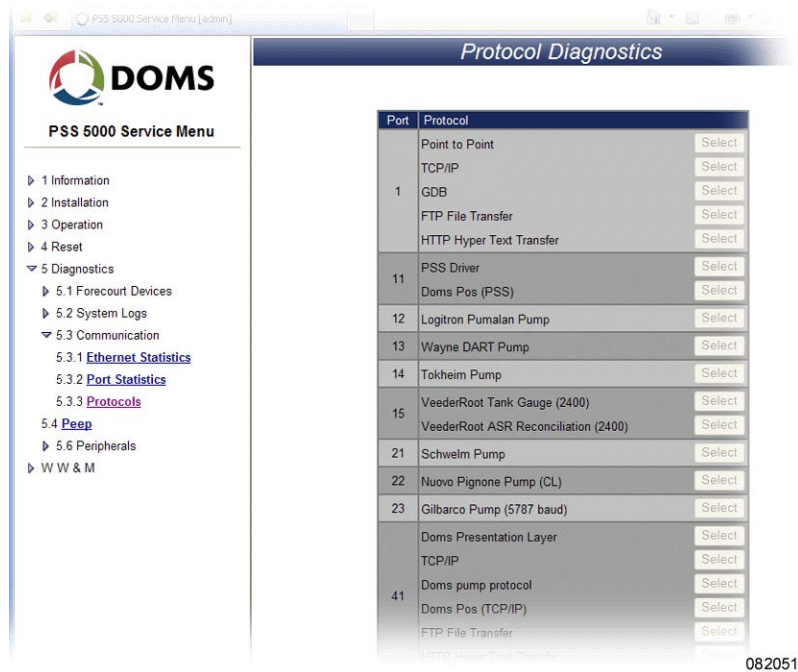 PSS 5000 Service Menu [admin]
DOMS
PSS 5000 Service Menu
1 Information
2 Installation
3 Operation
4 Reset
5 Diagnostics
5.1 Forecourt Devices
5.2 System Logs
5.3 Communication
5.3.1 Ethernet Statistics
5.3.2 Port Statistics
5.3.3 Protocols
5.4 Peep
5.6 Peripherals
W W & M
Protocol Diagnostics
Port Protocol
1
Point to Point Select
TCP/IP Select
GDB Select
FTP File Transfer Select
HTTP Hyper Text Transfer Select
11
PSS Driver Select
Doms Pos (PSS) Select
12 Logitron Pumalan Pump Select
13 Wayne DART Pump Select
14 Tokheim Pump Select
15
VeederRoot Tank Gauge (2400) Select
VeederRoot ASR Reconciliation (2400) Select
21 Schwelm Pump Select
22 Nuovo Pignone Pump (CL) Select
23 Gilbarco Pump (5787 baud) Select
41
Doms Presentation Layer Select
TCP/IP Select
Doms pump protocol Select
Doms Pos (TCP/IP) Select
FTP File Transfer Select
HTTP Hyper Text Transfer Select
082051